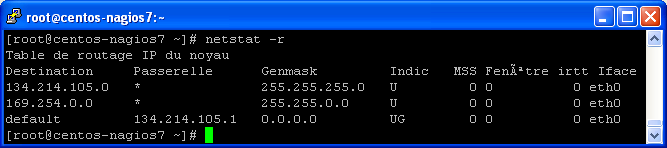 root@centos-nagios7:~
[root@centos-nagios7 ~]# netstat -r
Table de routage IP du noyau
Destination     Passerelle      Genmask         Indic   MSS Fenêtre irtt Iface
134.214.105.0   *               255.255.255.0   U         0 0          0 eth0
169.254.0.0     *               255.255.0.0     U         0 0          0 eth0
default         134.214.105.1   0.0.0.0         UG        0 0          0 eth0
[root@centos-nagios7 ~]#